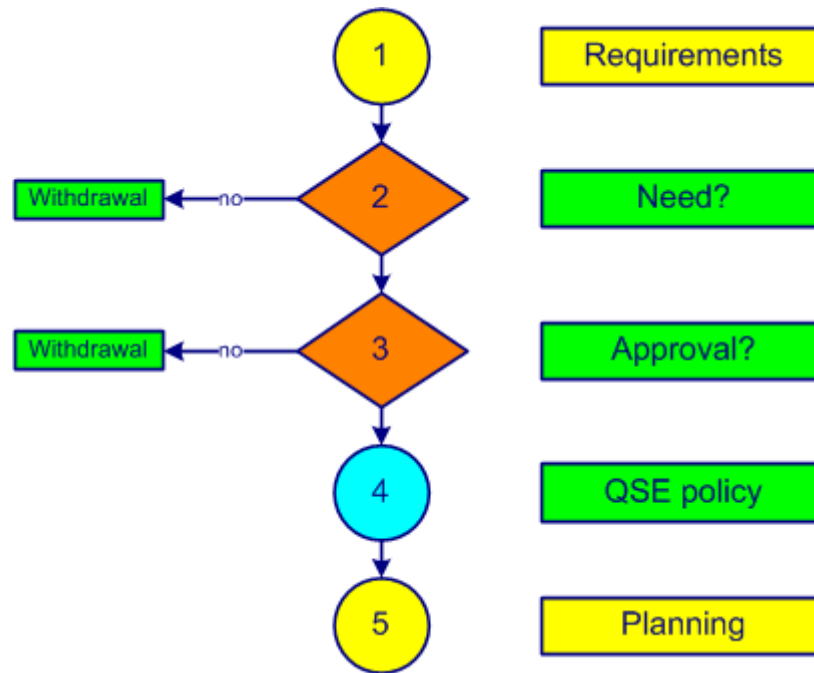 1
Requirements
Withdrawal
no
2
Need?
Withdrawal
no
3
Approval?
4
QSE policy
5
Planning